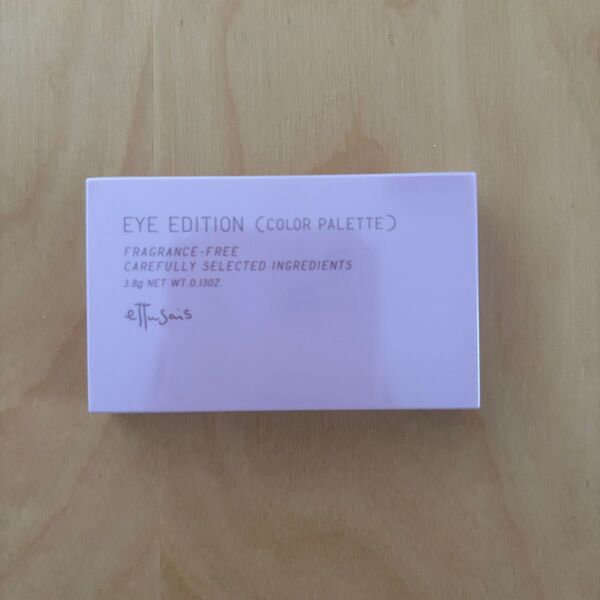 EYE EDITION (COLOR PALETTE)
FRAGRANCE-FREE
CAREFULLY SELECTED INGREDIENTS
3.8g NET WT.0.13OZ.
ettusais